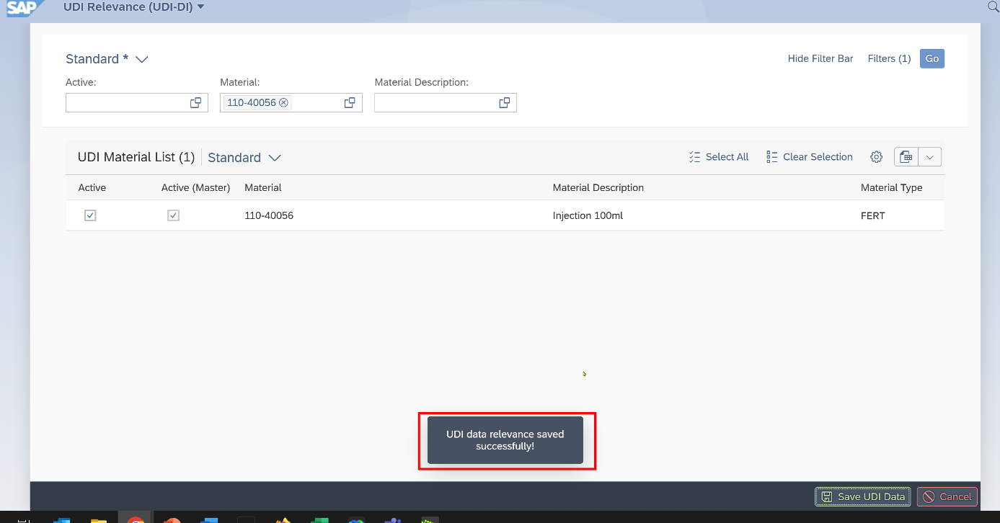 SAP UDI Relevance (UDI-DI)
Standard * Hide Filter Bar Filters (1) Go
Active: Material: Material Description:
110-40056
UDI Material List (1) Standard Select All Clear Selection
Active Active (Master) Material Material Description Material Type
110-40056 Injection 100ml FERT
UDI data relevance saved
successfully!
Save UDI Data Cancel